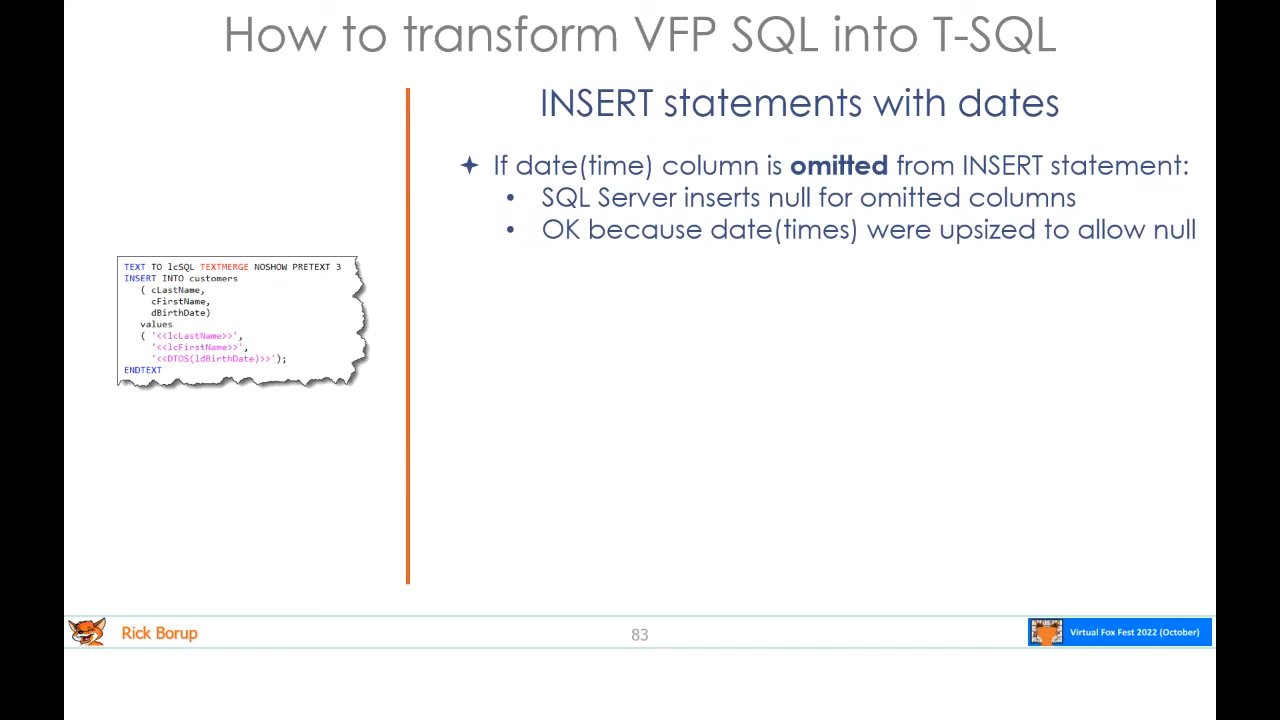 How to transform VFP SQL into T-SQL
INSERT statements with dates
If date(time) column is omitted from INSERT statement:
• SQL Server inserts null for omitted columns
• OK because date(times) were upsized to allow null
TEXT TO lcSQL TEXTMERGE NOSHOW PRETEXT 3
INSERT INTO customers
( cLastName,
cFirstName,
dBirthDate)
values
( '<<lcLastName>>',
'<<lcFirstName>>',
'<<DTOS(ldBirthDate)>>');
ENDTEXT
Rick Borup
83
Virtual Fox Fest 2022 (October)